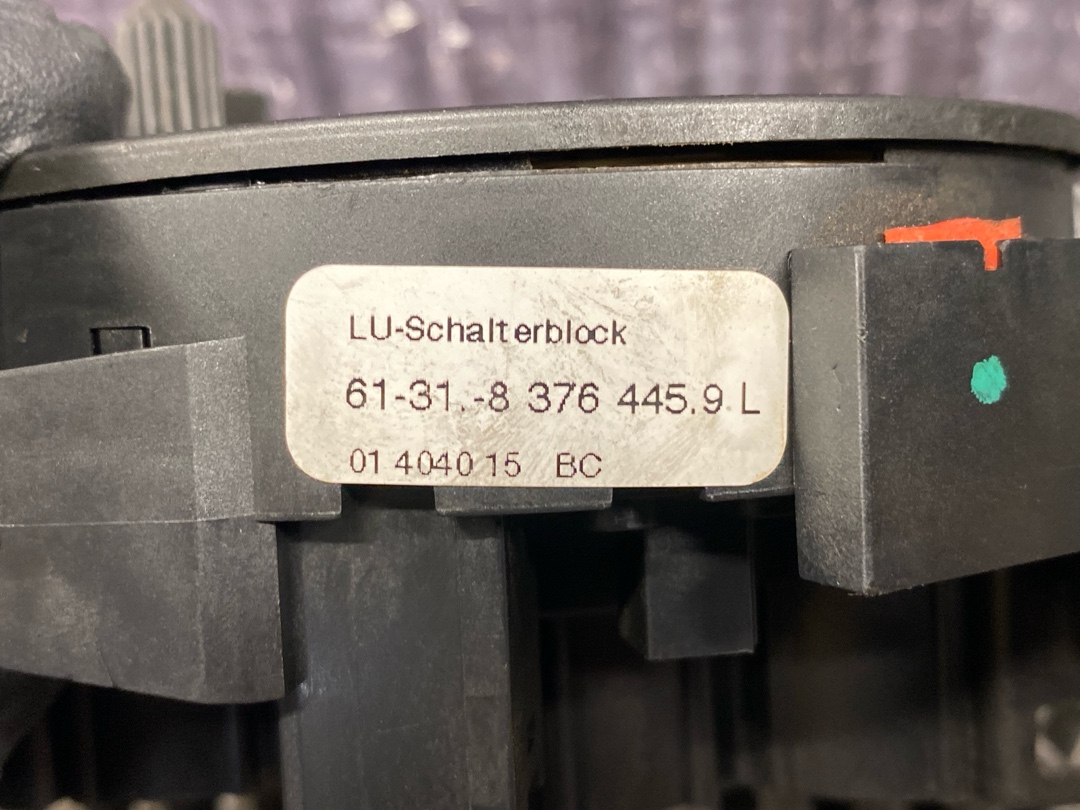 LU-Schalterblock
61-31.-8 376 445.9 L
01 4040 15 BC